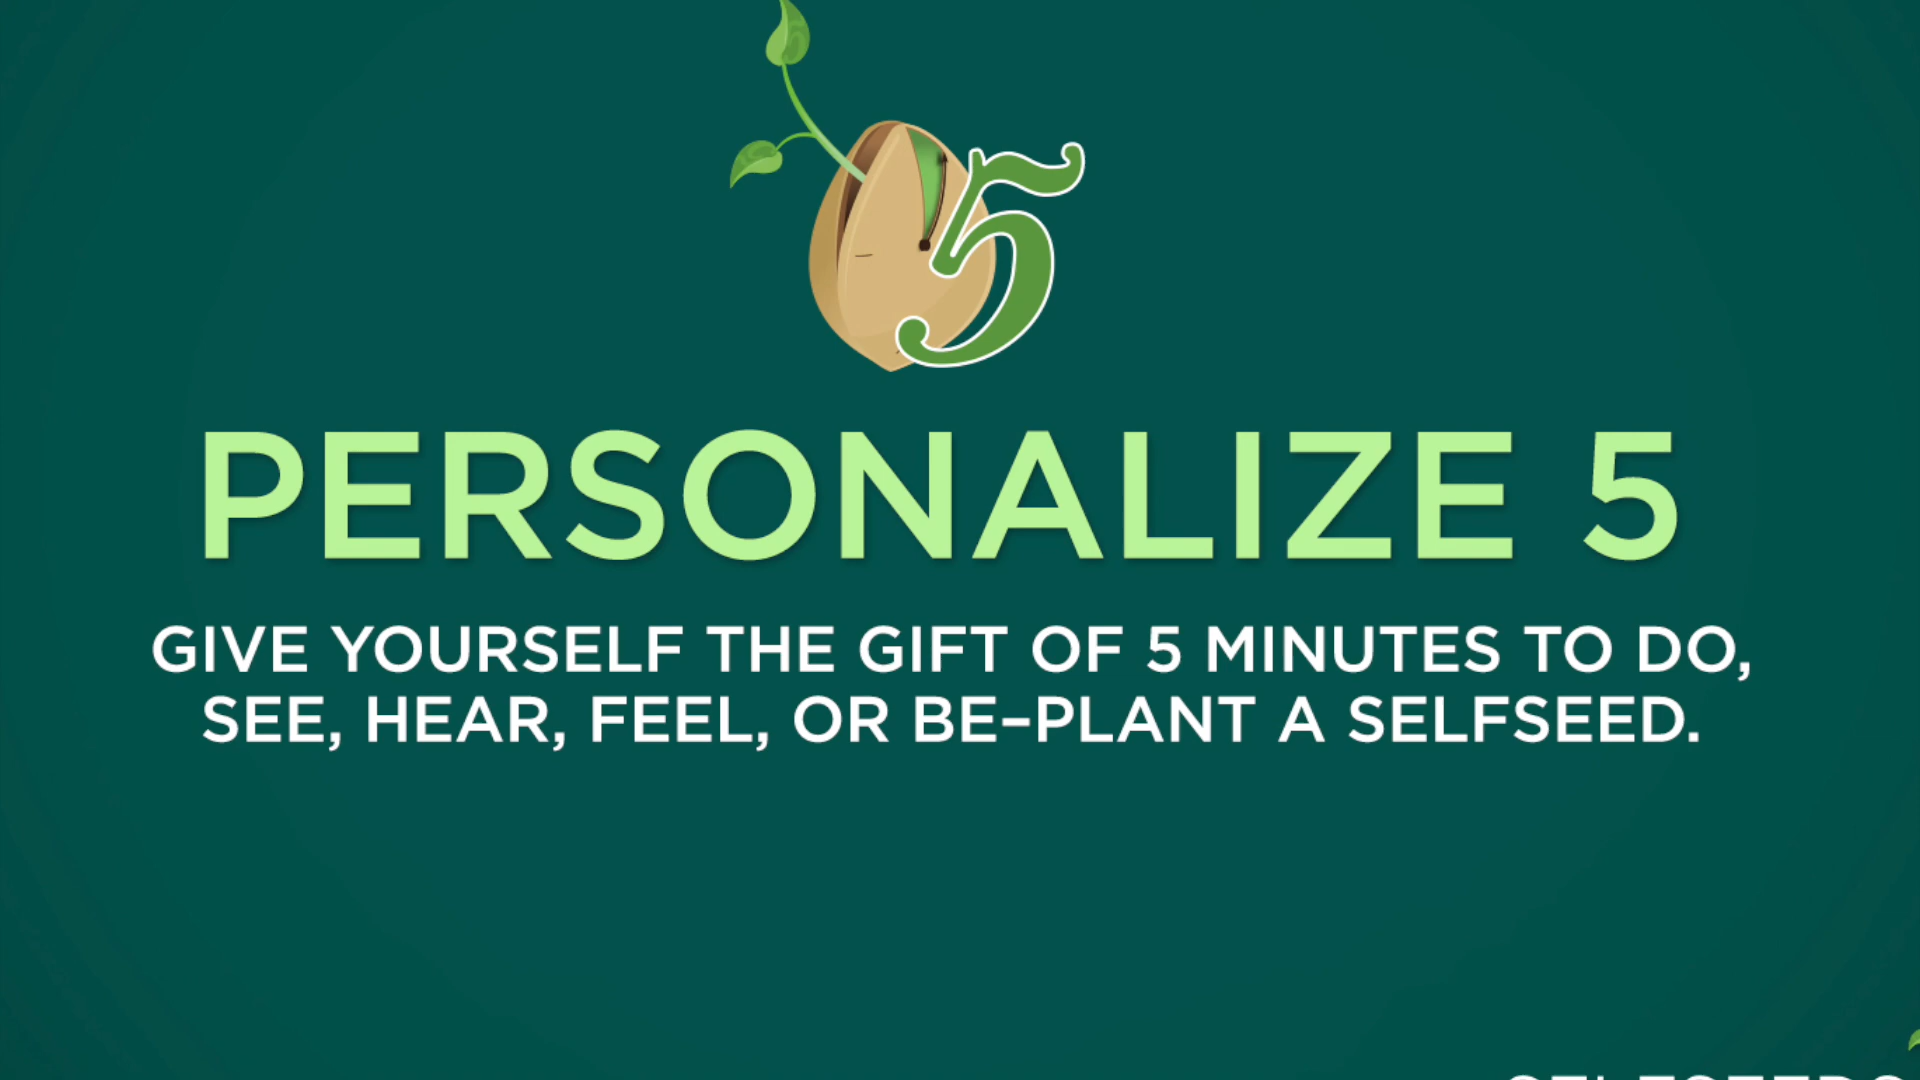 5
PERSONALIZE 5
GIVE YOURSELF THE GIFT OF 5 MINUTES TO DO,
SEE, HEAR, FEEL, OR BE–PLANT A SELFSEED.